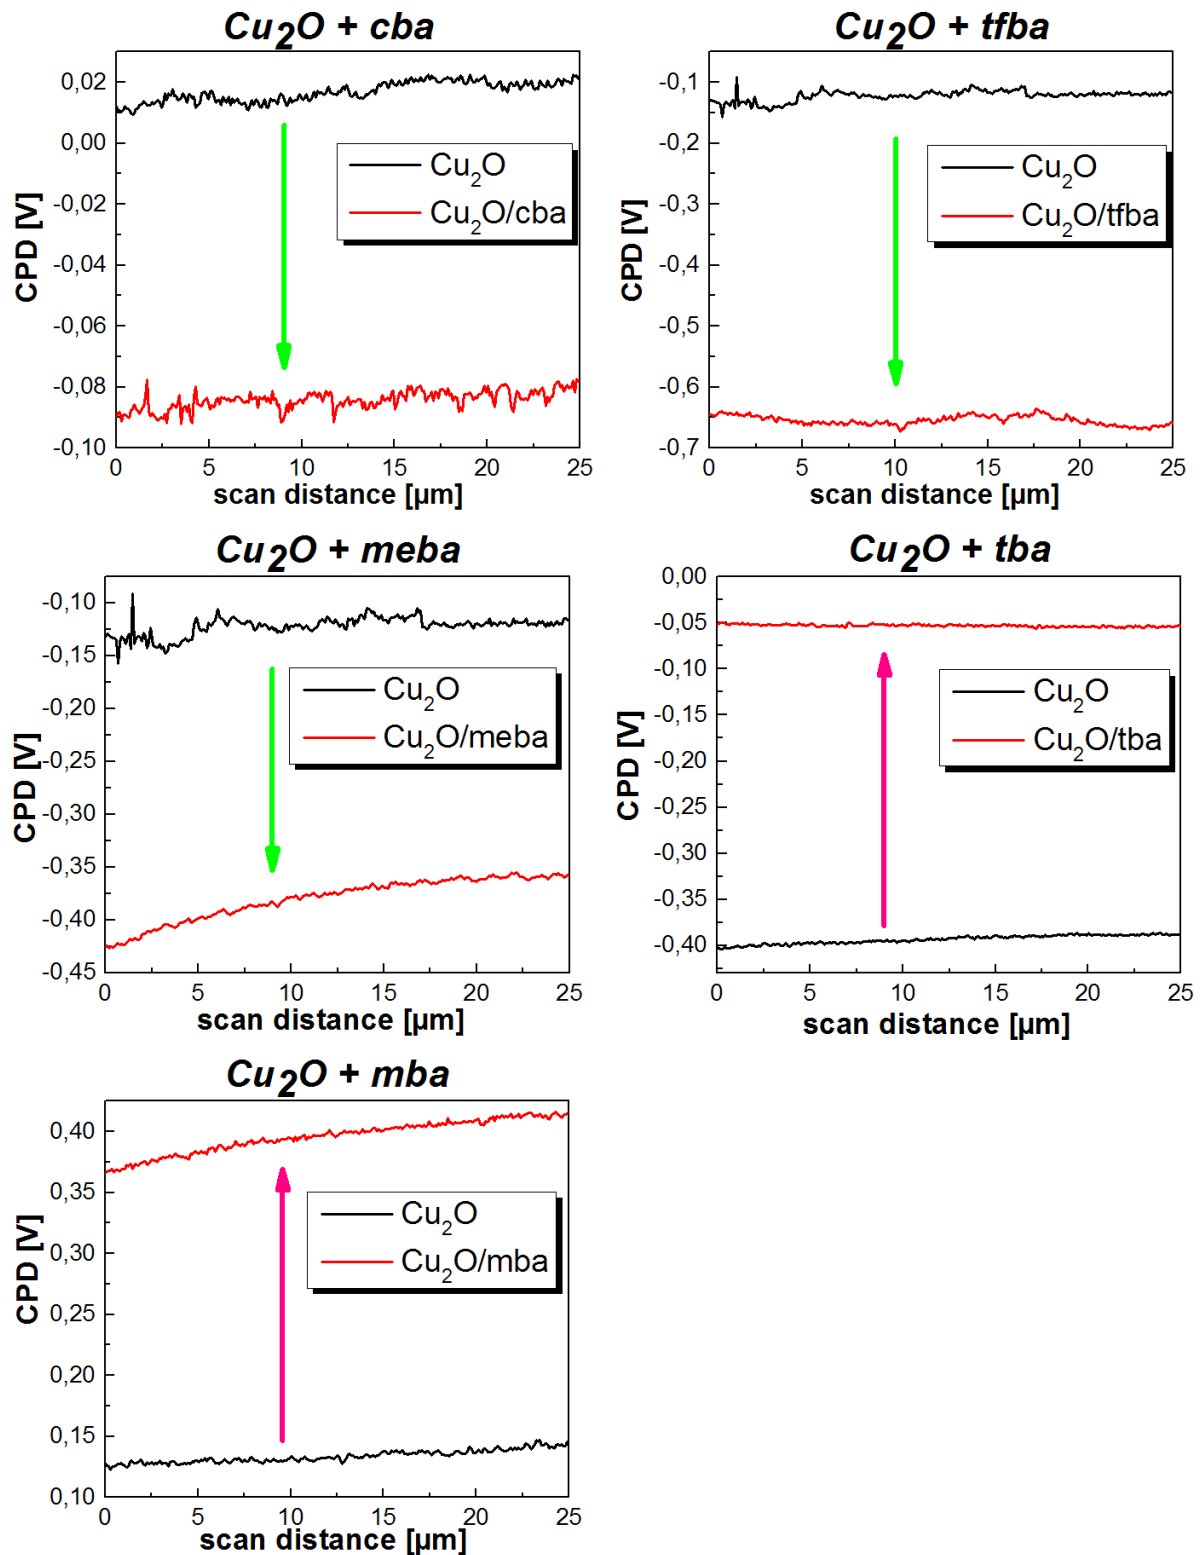 Cu₂O + cba
0,02
0,00
-0,02
-0,04
-0,06
-0,08
-0,10
CPD [V]
Cu₂O
Cu₂O/cba
0 5 10 15 20 25
scan distance [µm]
Cu₂O + tfba
-0,1
-0,2
-0,3
-0,4
-0,5
-0,6
-0,7
CPD [V]
Cu₂O
Cu₂O/tfba
0 5 10 15 20 25
scan distance [µm]
Cu₂O + meba
-0,10
-0,15
-0,20
-0,25
-0,30
-0,35
-0,40
-0,45
CPD [V]
Cu₂O
Cu₂O/meba
0 5 10 15 20 25
scan distance [µm]
Cu₂O + tba
0,00
-0,05
-0,10
-0,15
-0,20
-0,25
-0,30
-0,35
-0,40
CPD [V]
Cu₂O
Cu₂O/tba
0 5 10 15 20 25
scan distance [µm]
Cu₂O + mba
0,40
0,35
0,30
0,25
0,20
0,15
0,10
CPD [V]
Cu₂O
Cu₂O/mba
0 5 10 15 20 25
scan distance [µm]